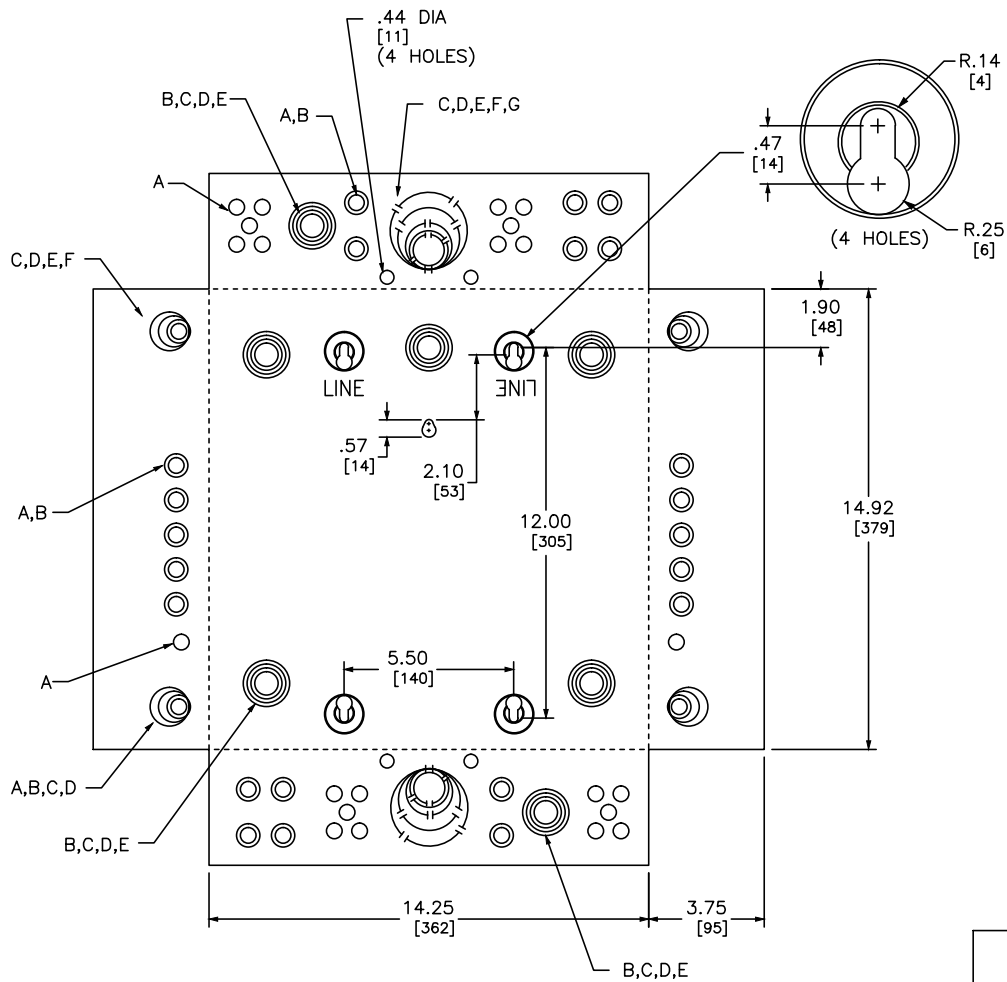 .44 DIA
[11]
(4 HOLES)
B,C,D,E
A,B
C,D,E,F,G
R.14
[4]
.47
[14]
A
(4 HOLES)
R.25
[6]
C,D,E,F
1.90
[48]
LINE
LINE
.57
[14]
2.10
[53]
A,B
12.00
[305]
14.92
[379]
A
5.50
[140]
A,B,C,D
B,C,D,E
14.25
[362]
3.75
[95]
B,C,D,E